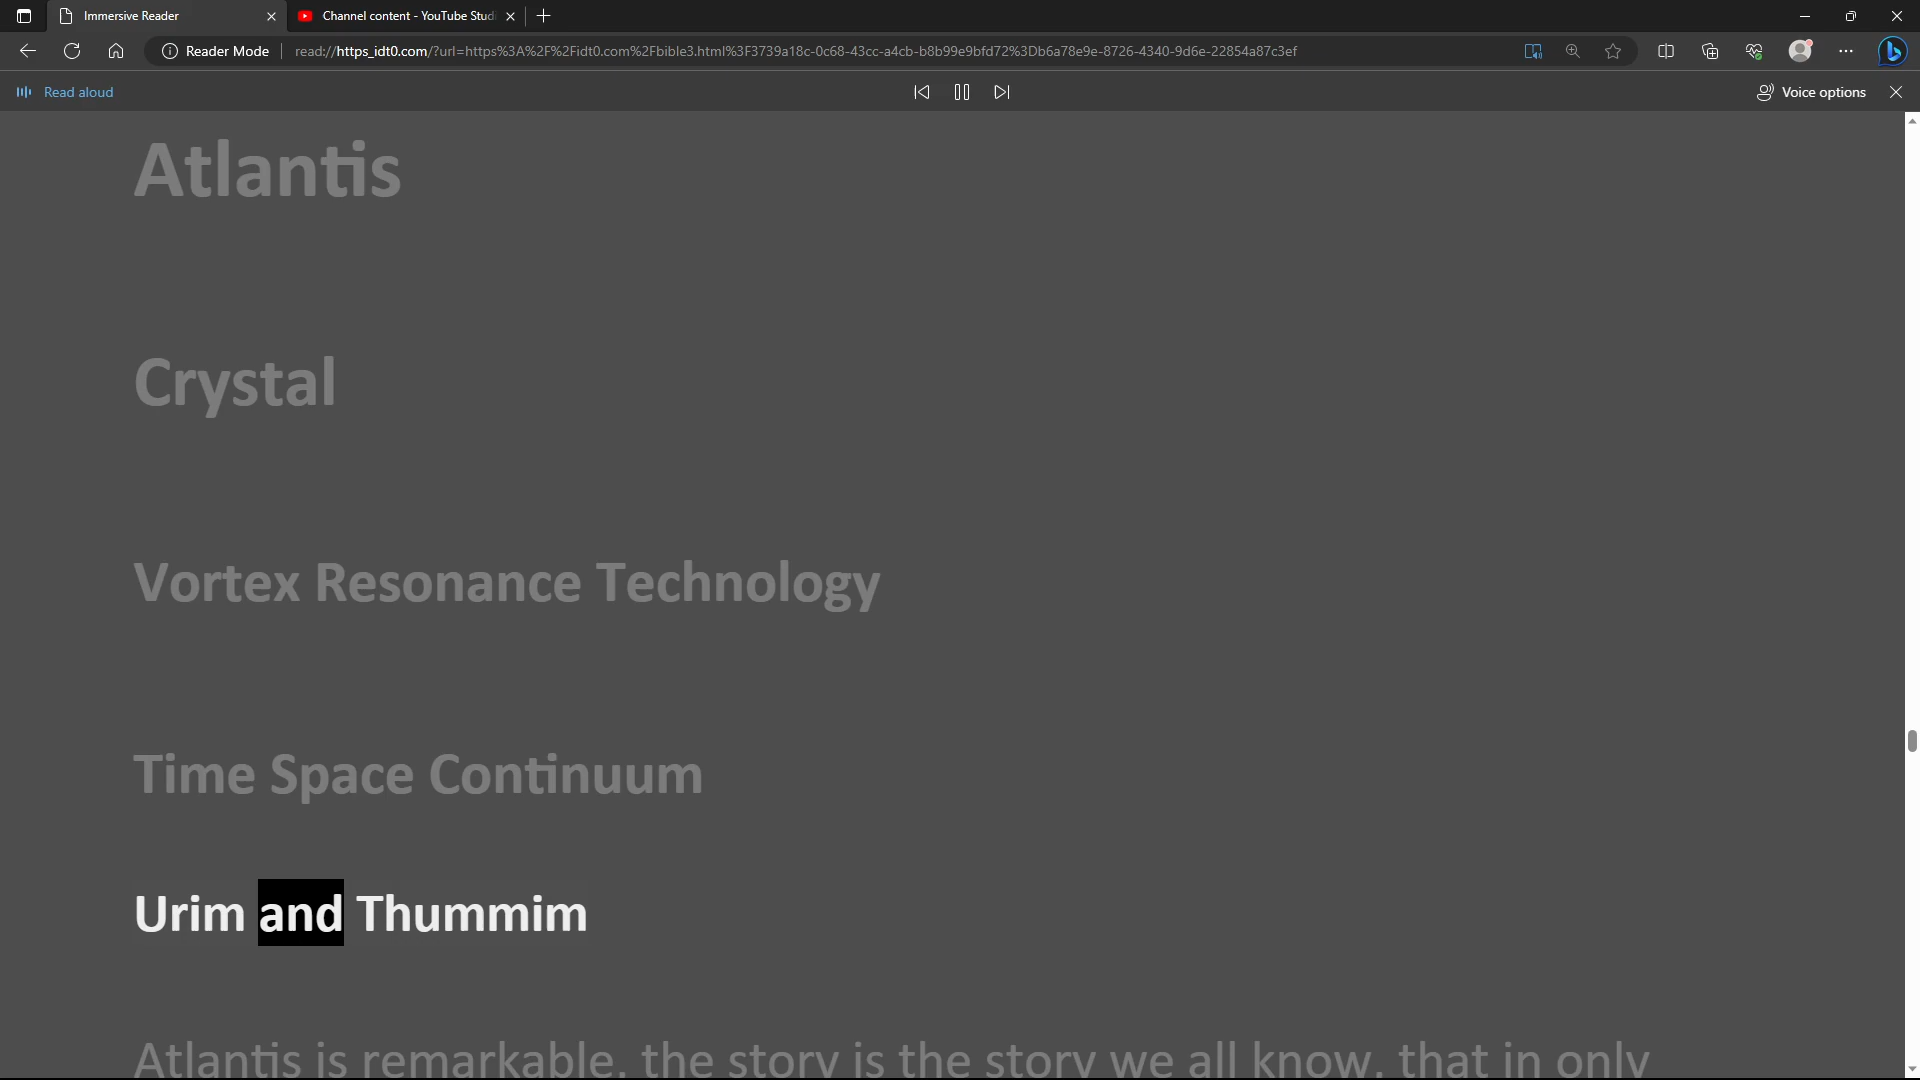 Immersive Reader
Channel content - YouTube Studi
Reader Mode
read://https_idt0.com/?url=https%3A%2F%2Fidt0.com%2Fbible3.html%3F3739a18c-0c68-43cc-a4cb-b8b99e9bfd72%3Db6a78e9e-8726-4340-9d6e-22854a87c3ef
Read aloud
Voice options
Atlantis
Crystal
Vortex Resonance Technology
Time Space Continuum
Urim and Thummim
Atlantis is remarkable, the story is the story we all know, that in only